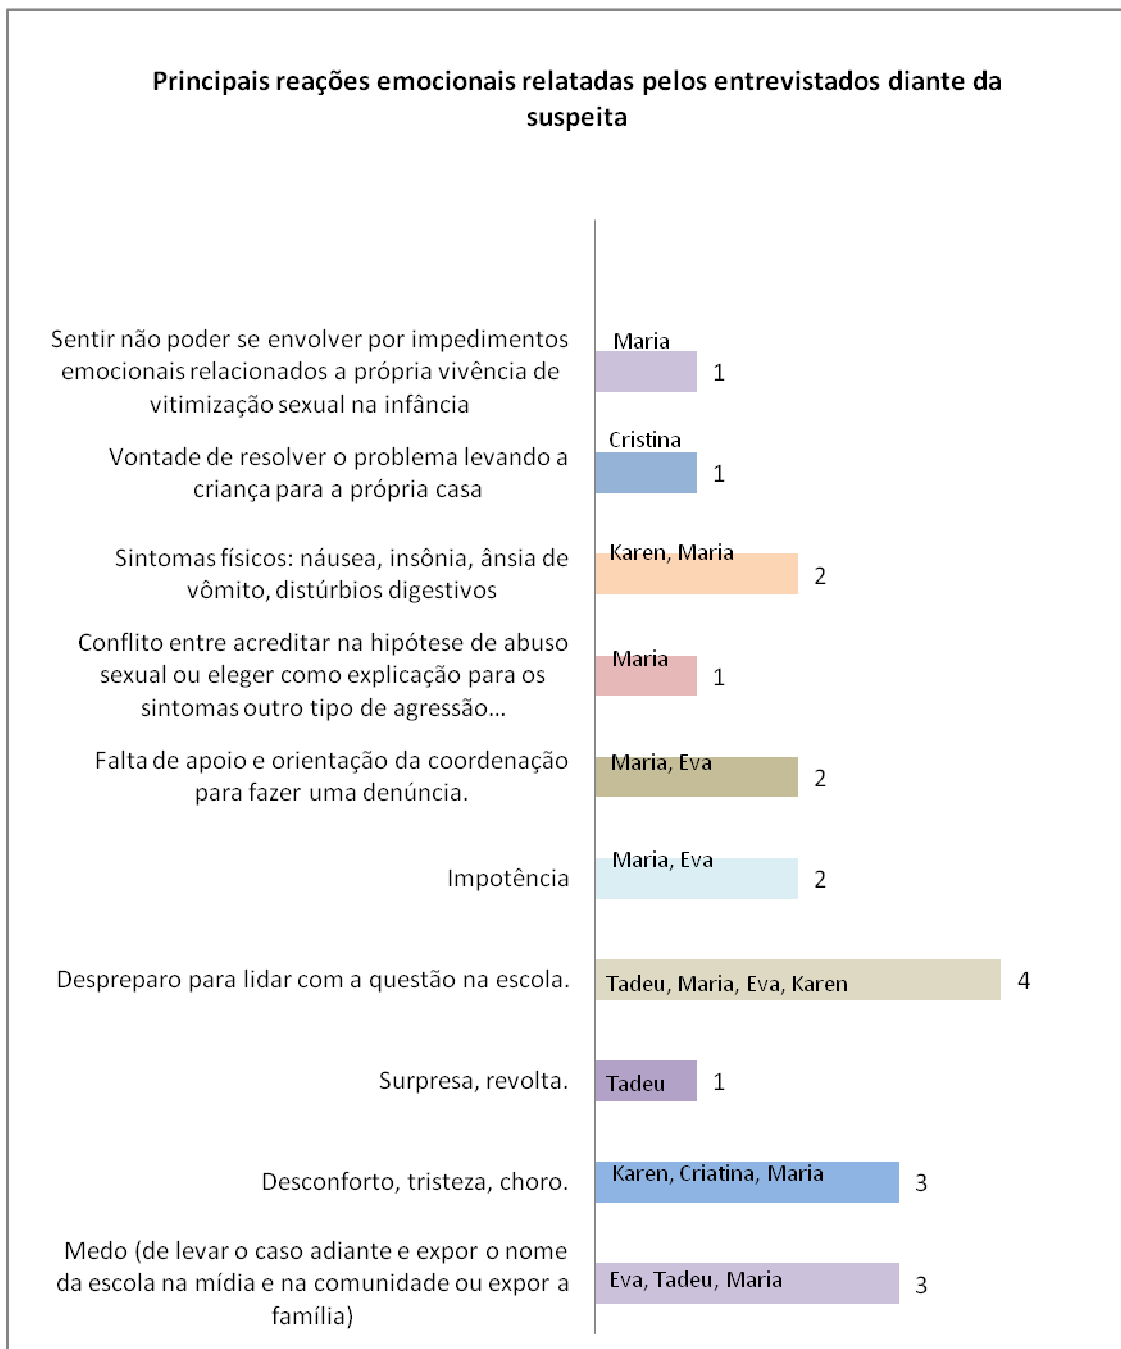 Principais reações emocionais relatadas pelos entrevistados diante da
suspeita
Sentir não poder se envolver por impedimentos
emocionais relacionados a própria vivência de
vitimização sexual na infância
Maria
1
Vontade de resolver o problema levando a
criança para a própria casa
Cristina
1
Sintomas físicos: náusea, insônia, ânsia de
vômito, distúrbios digestivos
Karen, Maria
2
Conflito entre acreditar na hipótese de abuso
sexual ou eleger como explicação para os
sintomas outro tipo de agressão...
Maria
1
Falta de apoio e orientação da coordenação
para fazer uma denúncia.
Maria, Eva
2
Impotência
Maria, Eva
2
Despreparo para lidar com a questão na escola.
Tadeu, Maria, Eva, Karen
4
Surpresa, revolta.
Tadeu
1
Desconforto, tristeza, choro.
Karen, Criatina, Maria
3
Medo (de levar o caso adiante e expor o nome
da escola na mídia e na comunidade ou expor a
família)
Eva, Tadeu, Maria
3